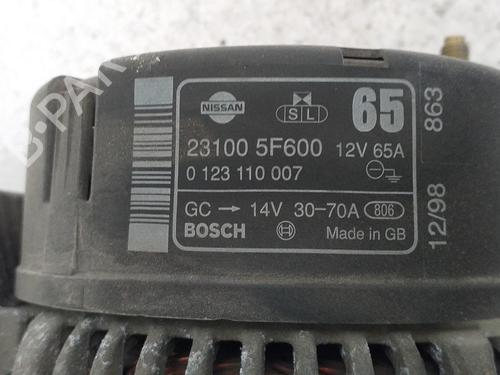 NISSAN
S L
65
23100 5F600 12V 65A
0 123 110 007
GC → 14V 30-70A 806
BOSCH Made in GB
863
12/98
B-PARTS